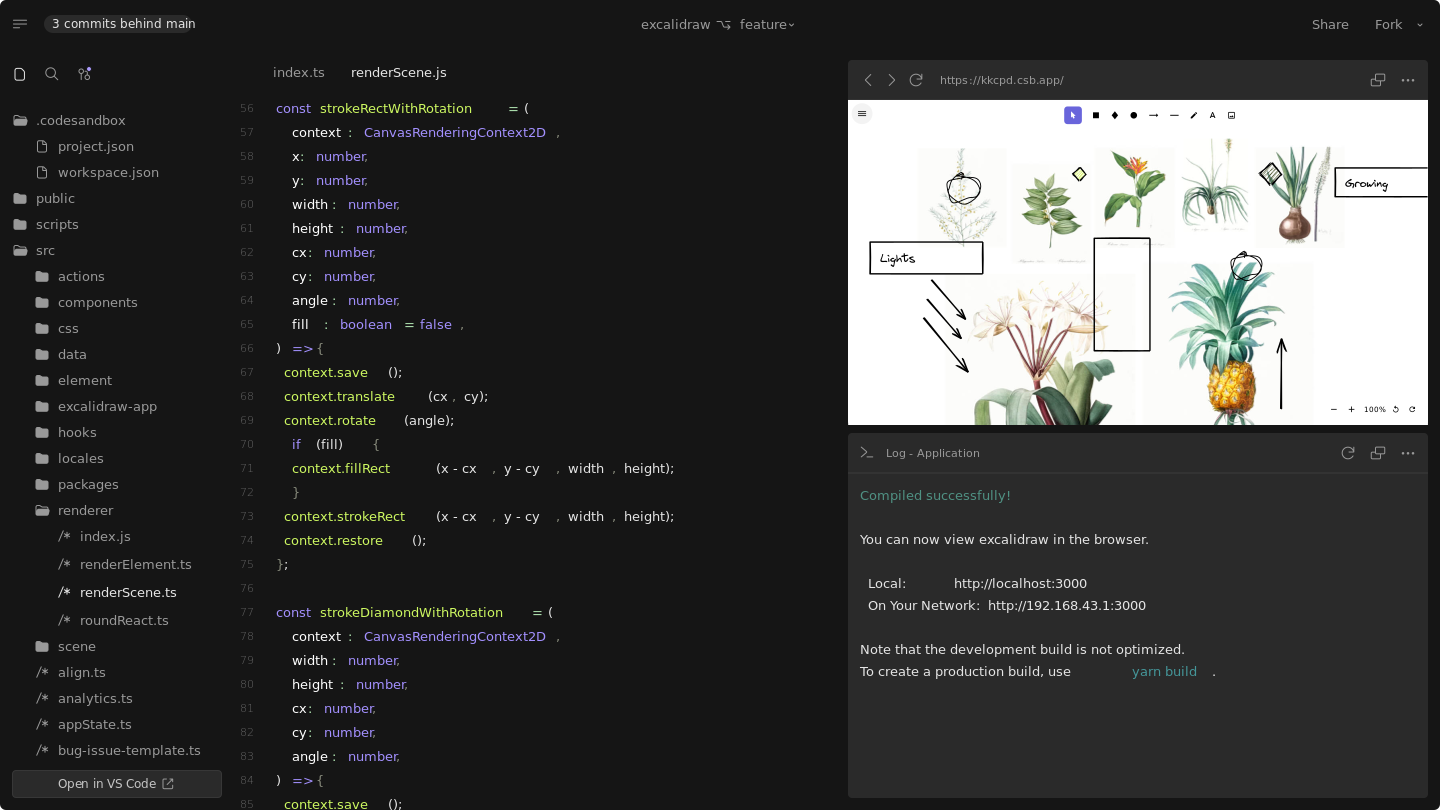 3 commits behind main
excalidraw feature
Share Fork
index.ts renderScene.js
.codesandbox
project.json
workspace.json
public
scripts
src
actions
components
css
data
element
excalidraw-app
hooks
locales
packages
renderer
/* index.js
/* renderElement.ts
/* renderScene.ts
/* roundReact.ts
scene
/* align.ts
/* analytics.ts
/* appState.ts
/* bug-issue-template.ts
Open in VS Code
56 const strokeRectWithRotation = (
57 context : CanvasRenderingContext2D ,
58 x: number,
59 y: number,
60 width : number,
61 height : number,
62 cx: number,
63 cy: number,
64 angle : number,
65 fill : boolean = false ,
66 ) => {
67 context.save ();
68 context.translate (cx , cy);
69 context.rotate (angle);
70 if (fill) {
71 context.fillRect (x - cx , y - cy , width , height);
72 }
73 context.strokeRect (x - cx , y - cy , width , height);
74 context.restore ();
75 };
76
77 const strokeDiamondWithRotation = (
78 context : CanvasRenderingContext2D ,
79 width : number,
80 height : number,
81 cx: number,
82 cy: number,
83 angle : number,
84 ) => {
85 context.save ();
https://kkcpd.csb.app/
A
Growing
Lights
− + 100%
Log - Application
Compiled successfully!
You can now view excalidraw in the browser.
Local: http://localhost:3000
On Your Network: http://192.168.43.1:3000
Note that the development build is not optimized.
To create a production build, use yarn build .